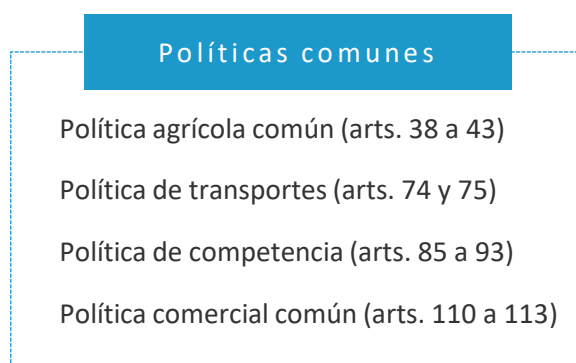 Políticas comunes
Política agrícola común (arts. 38 a 43)
Política de transportes (arts. 74 y 75)
Política de competencia (arts. 85 a 93)
Política comercial común (arts. 110 a 113)